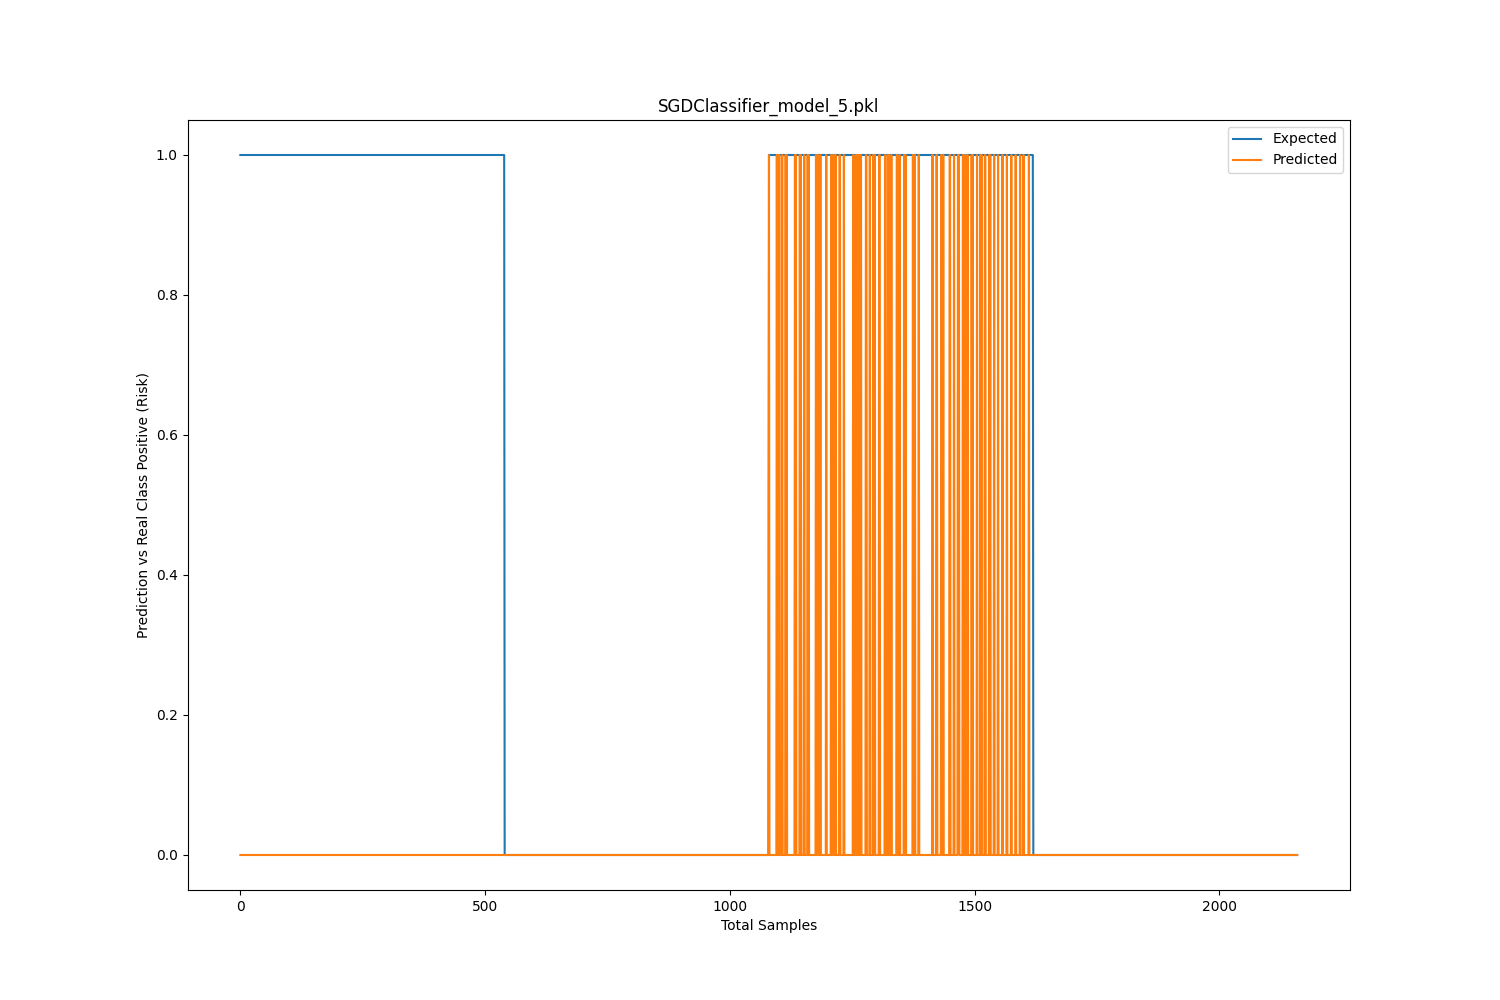 SGDClassifier_model_5.pkl
Expected
Predicted
1.0
0.8
0.6
0.4
0.2
0.0
Prediction vs Real Class Positive (Risk)
0
500
1000
1500
2000
Total Samples